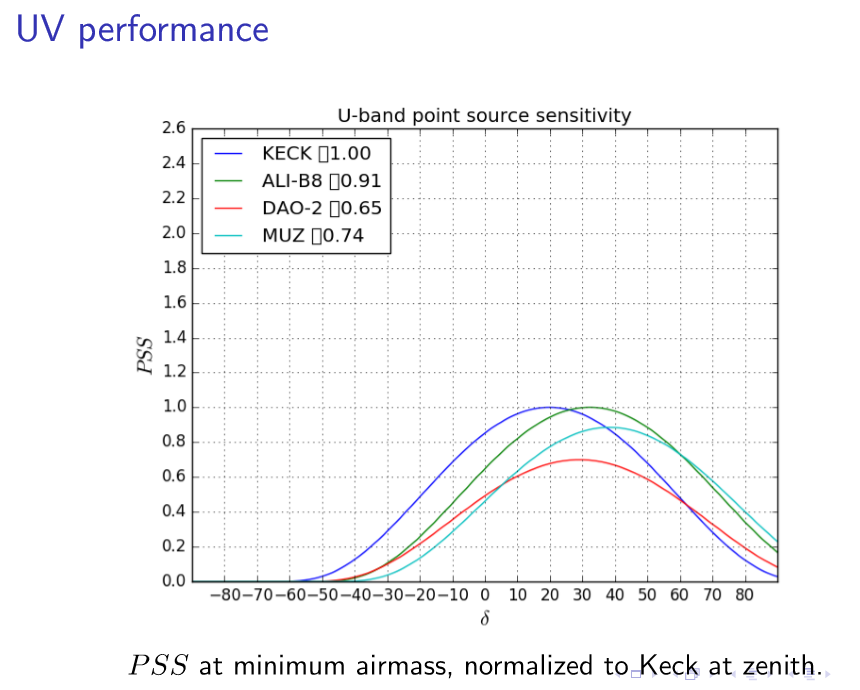 UV performance
U-band point source sensitivity
2.6
2.4
2.2
2.0
1.8
1.6
1.4
1.2
1.0
0.8
0.6
0.4
0.2
0.0
KECK 1.00
ALI-B8 0.91
DAO-2 0.65
MUZ 0.74
PSS
−80 −70 −60 −50 −40 −30 −20 −10 0 10 20 30 40 50 60 70 80
δ
PSS at minimum airmass, normalized to Keck at zenith.